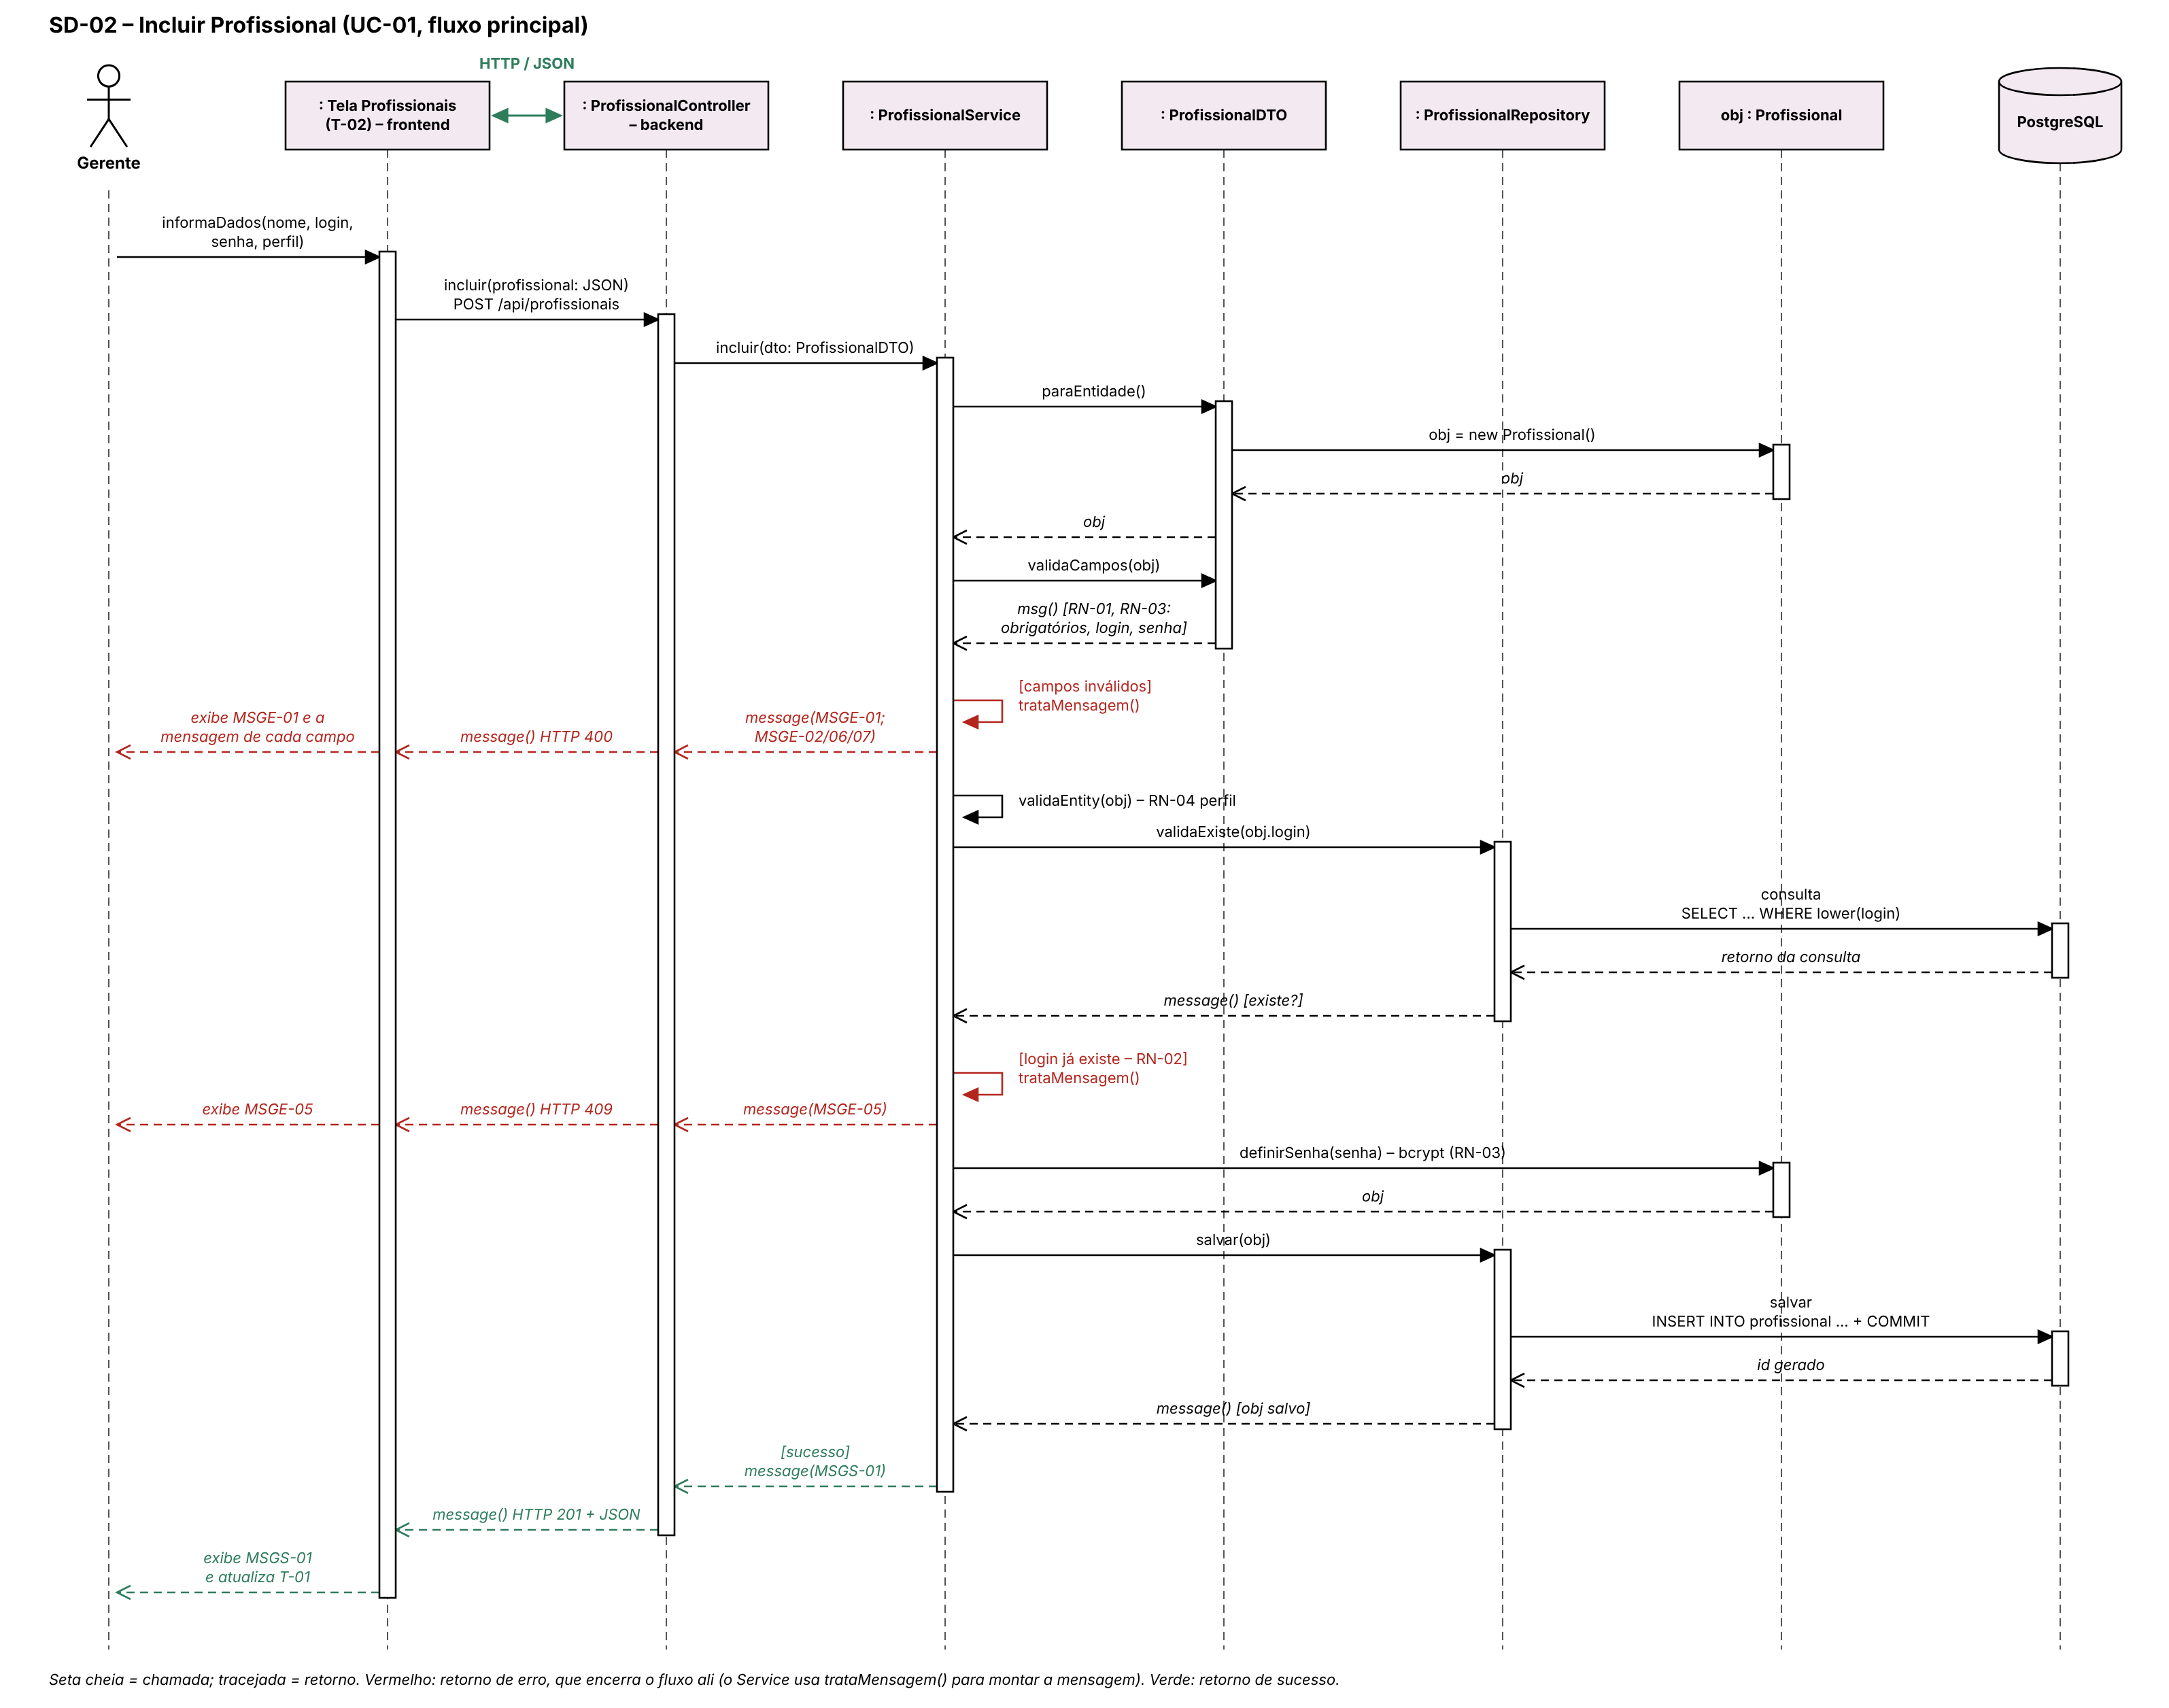 SD-02 – Incluir Profissional (UC-01, fluxo principal)
HTTP / JSON
Gerente
: Tela Profissionais
(T-02) – frontend
: ProfissionalController
– backend
: ProfissionalService
: ProfissionalDTO
: ProfissionalRepository
obj : Profissional
PostgreSQL
informaDados(nome, login,
senha, perfil)
incluir(profissional: JSON)
POST /api/profissionais
incluir(dto: ProfissionalDTO)
paraEntidade()
obj = new Profissional()
obj
obj
validaCampos(obj)
msg() [RN-01, RN-03:
obrigatórios, login, senha]
[campos inválidos]
trataMensagem()
message(MSGE-01;
MSGE-02/06/07)
message() HTTP 400
exibe MSGE-01 e a
mensagem de cada campo
validaEntity(obj) – RN-04 perfil
validaExiste(obj.login)
consulta
SELECT ... WHERE lower(login)
retorno da consulta
message() [existe?]
[login já existe – RN-02]
trataMensagem()
message(MSGE-05)
message() HTTP 409
exibe MSGE-05
definirSenha(senha) – bcrypt (RN-03)
obj
salvar(obj)
salvar
INSERT INTO profissional ... + COMMIT
id gerado
message() [obj salvo]
[sucesso]
message(MSGS-01)
message() HTTP 201 + JSON
exibe MSGS-01
e atualiza T-01
Seta cheia = chamada; tracejada = retorno. Vermelho: retorno de erro, que encerra o fluxo ali (o Service usa trataMensagem() para montar a mensagem). Verde: retorno de sucesso.